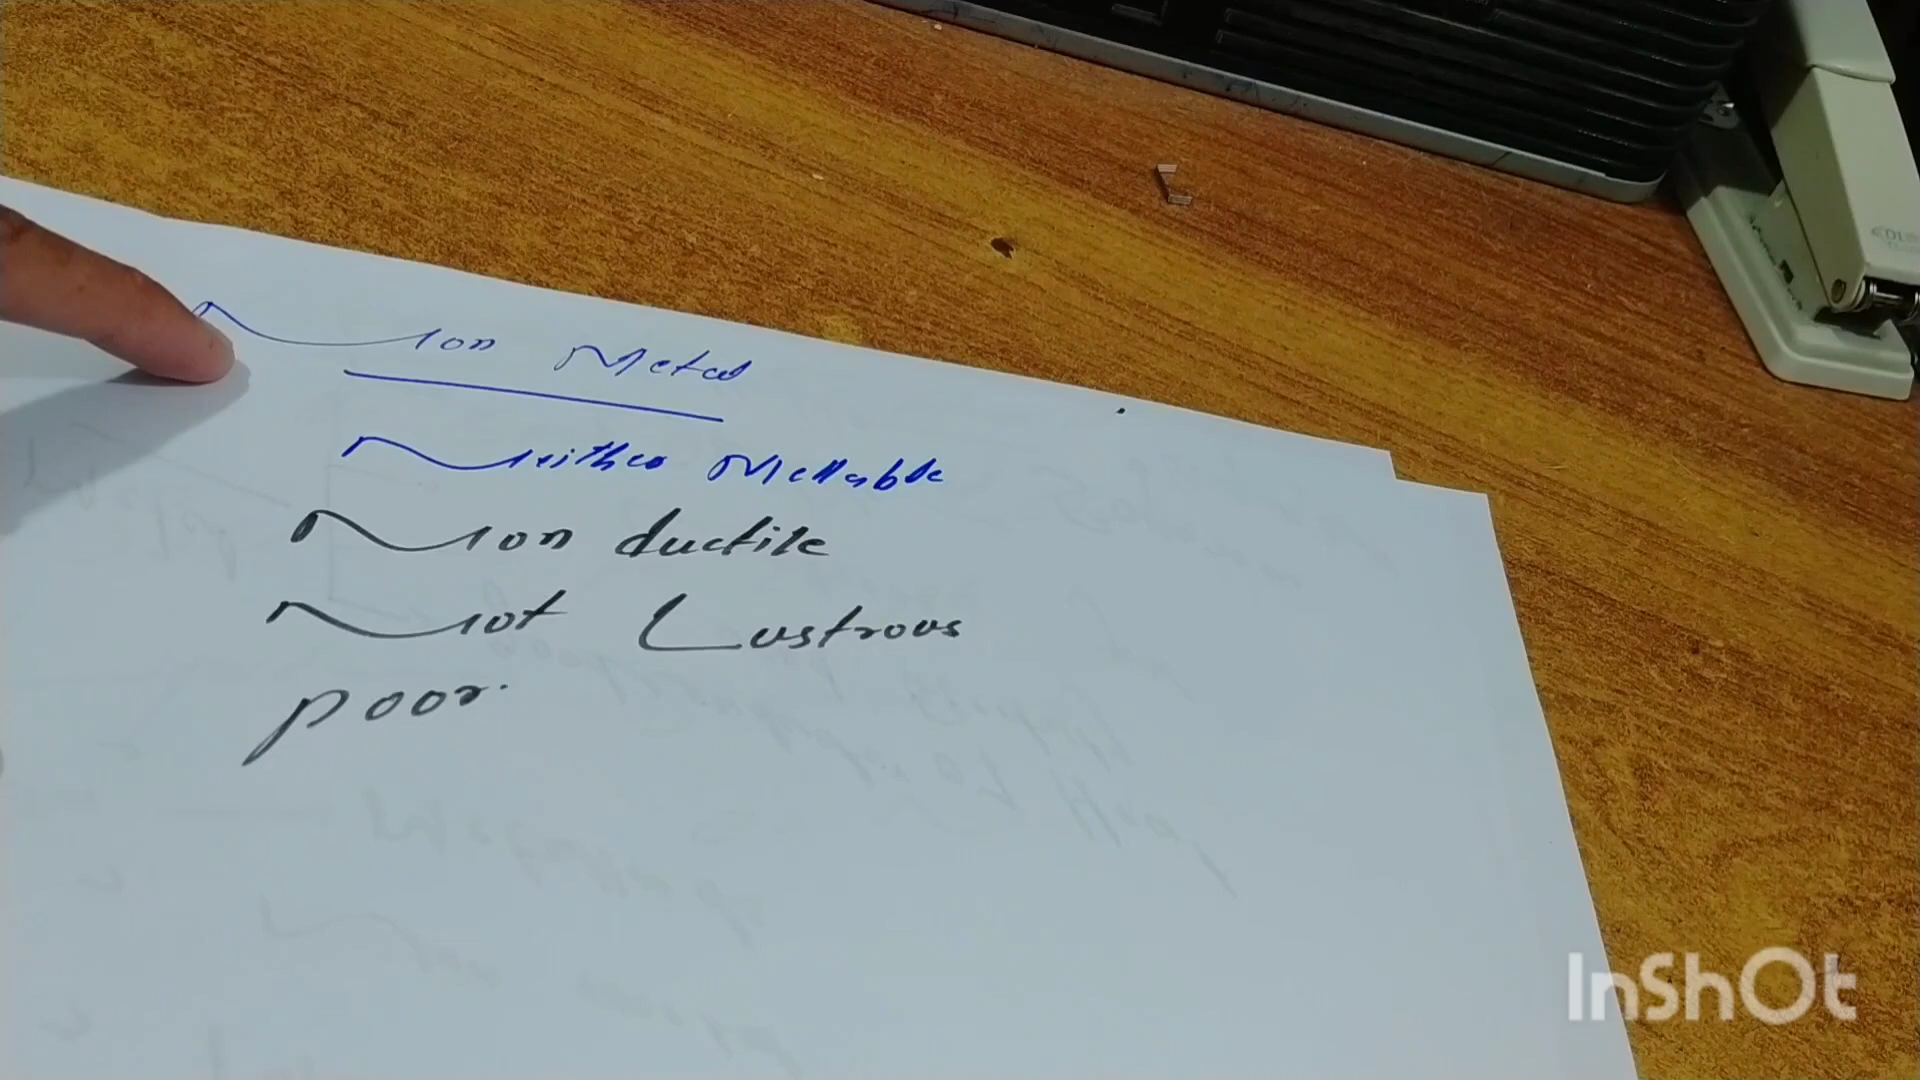 Non Metal
Neither Mellable
Non ductile
Not Lustrous
poor.
InShOt